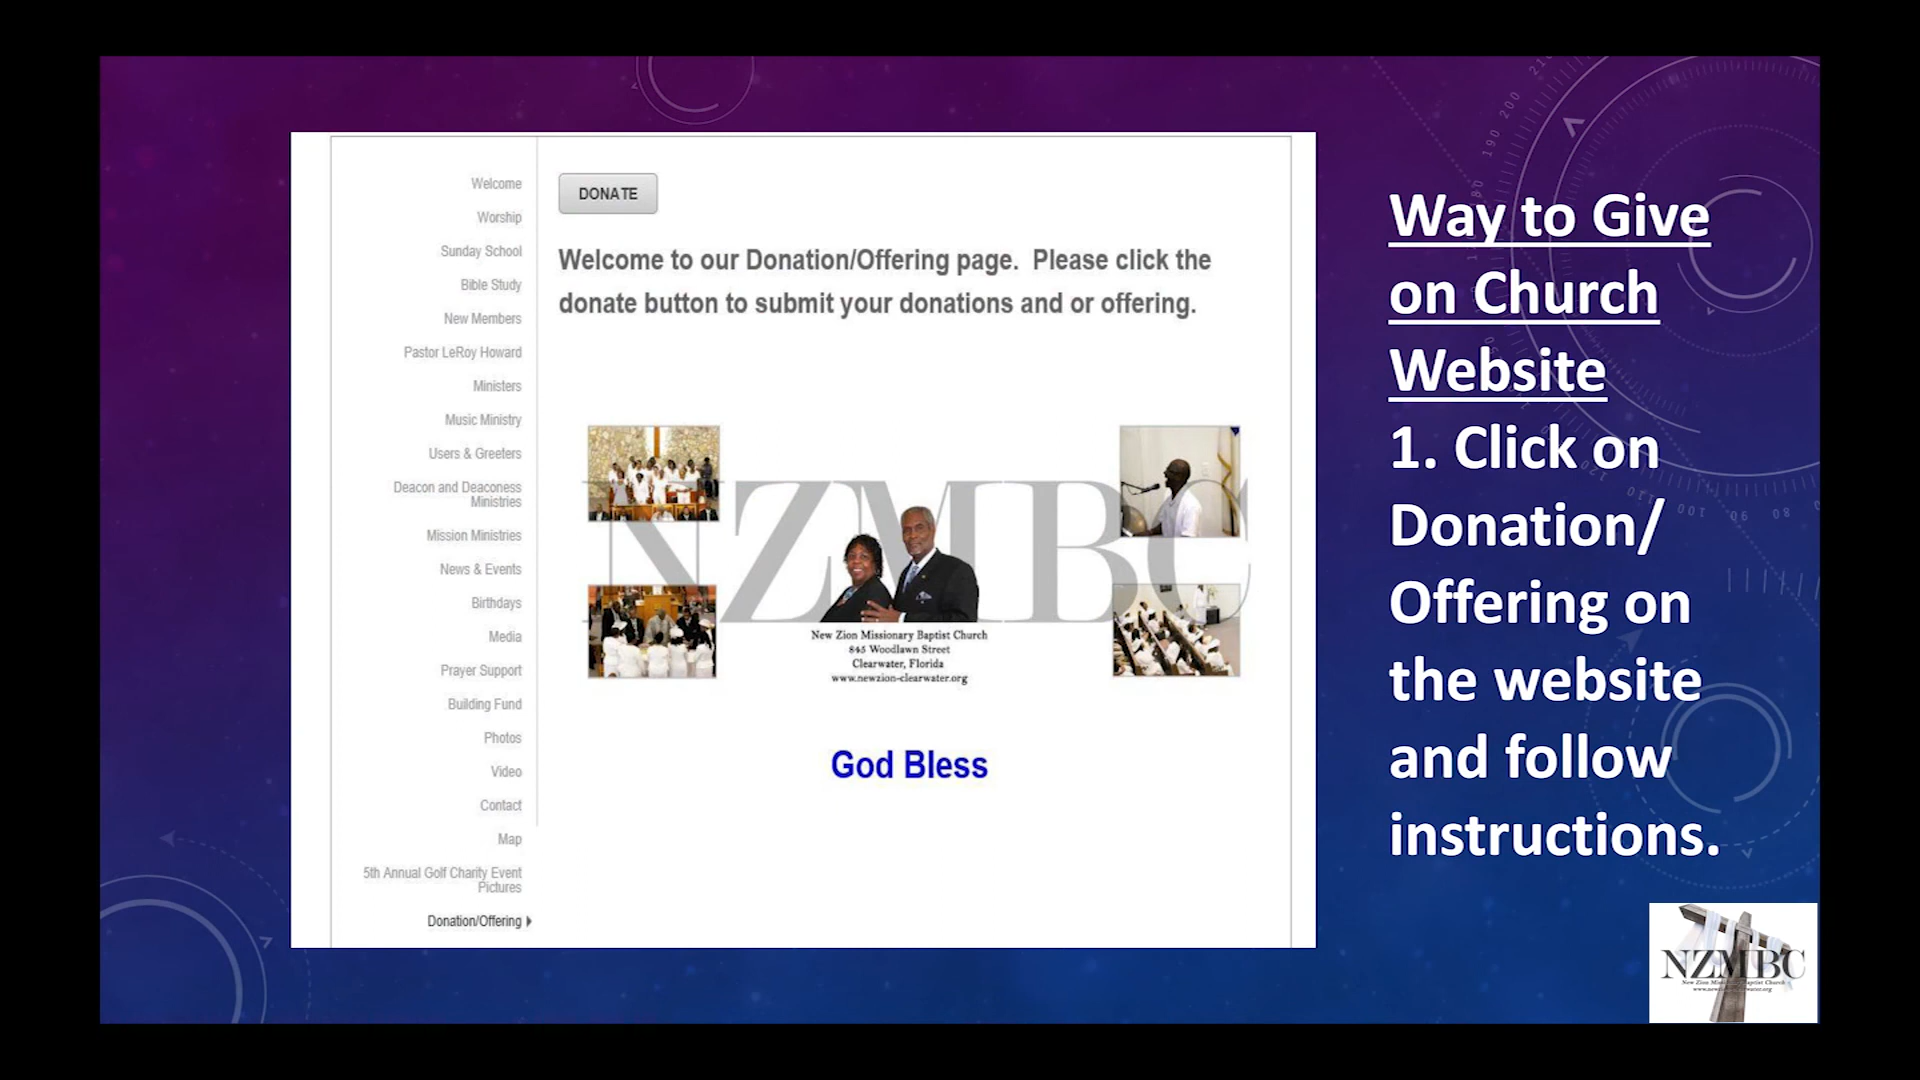 Welcome
Worship
Sunday School
Bible Study
New Members
Pastor LeRoy Howard
Ministers
Music Ministry
Users & Greeters
Deacon and Deaconess
Ministries
Mission Ministries
News & Events
Birthdays
Media
Prayer Support
Building Fund
Photos
Video
Contact
Map
5th Annual Golf Charity Event
Pictures
Donation/Offering
DONATE
Welcome to our Donation/Offering page. Please click the
donate button to submit your donations and or offering.
NZMBC
New Zion Missionary Baptist Church
845 Woodlawn Street
Clearwater, Florida
www.newzion-clearwater.org
God Bless
Way to Give
on Church
Website
1. Click on
Donation/
Offering on
the website
and follow
instructions.
NZMBC